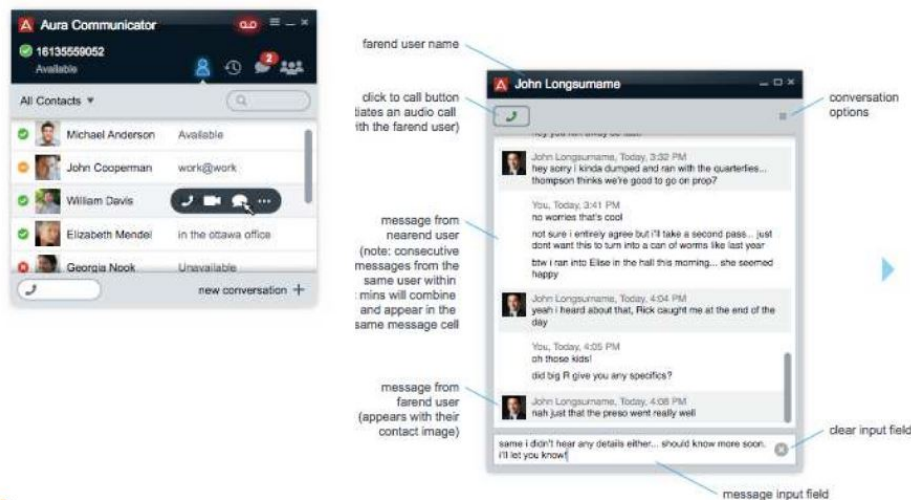 Aura Communicator
16135559052
Available
2
All Contacts
Michael Anderson Available
John Cooperman work@work
William Davis
Elizabeth Mendel in the ottawa office
Georgia Nook Unavailable
new conversation +
farend user name
click to call button
tiates an audio call
ith the farend user)
message from
nearend user
(note: consecutive
messages from the
same user within
mins will combine
and appear in the
same message cell
message from
farend user
(appears with their
contact image)
John Longsurname
John Longsurname, Today, 3:32 PM
hey sorry i kinda dumped and ran with the quarterlies...
thompson thinks we're good to go on prop?
You, Today, 3:41 PM
no worries that's cool
not sure i entirely agree but i'll take a second pass... just
dont want this to turn into a can of worms like last year
btw i ran into Elise in the hall this morning... she seemed
happy
John Longsurname, Today, 4:04 PM
yeah i heard about that, Rick caught me at the end of the
day
You, Today, 4:05 PM
oh those kids!
did big R give you any specifics?
John Longsurname, Today, 4:08 PM
nah just that the preso went really well
same i didn't hear any details either... should know more soon.
i'll let you know!
conversation
options
clear input field
message input field